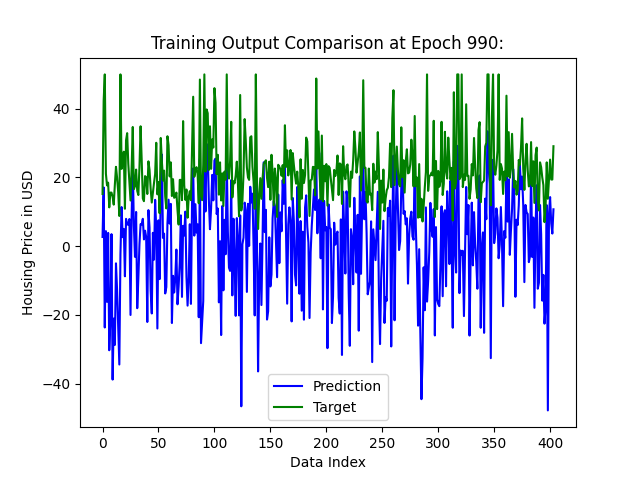 Training Output Comparison at Epoch 990:
Housing Price in USD
40
20
0
−20
−40
Prediction
Target
0 50 100 150 200 250 300 350 400
Data Index